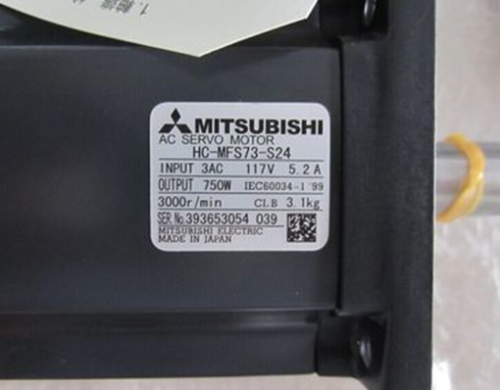 MITSUBISHI
AC SERVO MOTOR
HC-MFS73-S24
INPUT 3AC 117V 5.2A
OUTPUT 750W IEC60034-1 '99
3000r/min CI.B 3.1kg
SER.No.393653054 039
MITSUBISHI ELECTRIC
MADE IN JAPAN